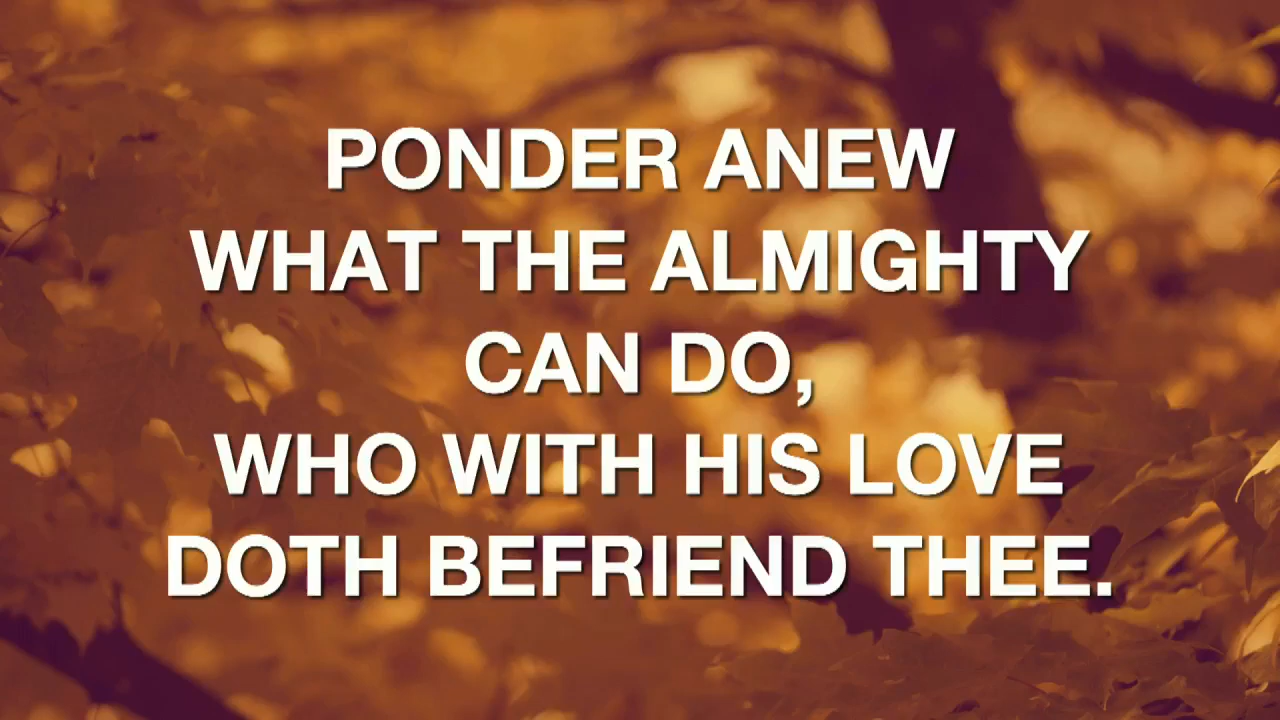 PONDER ANEW
WHAT THE ALMIGHTY
CAN DO,
WHO WITH HIS LOVE
DOTH BEFRIEND THEE.